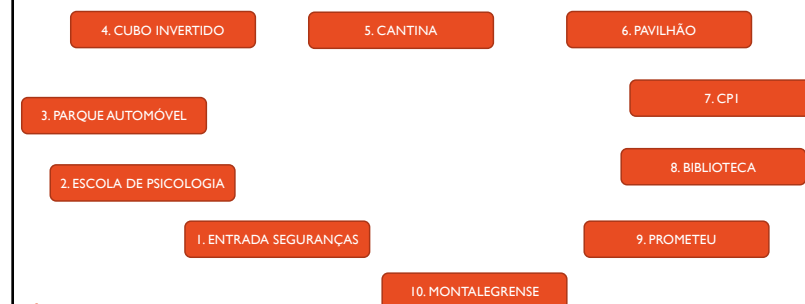 4. CUBO INVERTIDO
5. CANTINA
6. PAVILHÃO
7. CP1
3. PARQUE AUTOMÓVEL
8. BIBLIOTECA
2. ESCOLA DE PSICOLOGIA
1. ENTRADA SEGURANÇAS
9. PROMETEU
10. MONTALEGRENSE